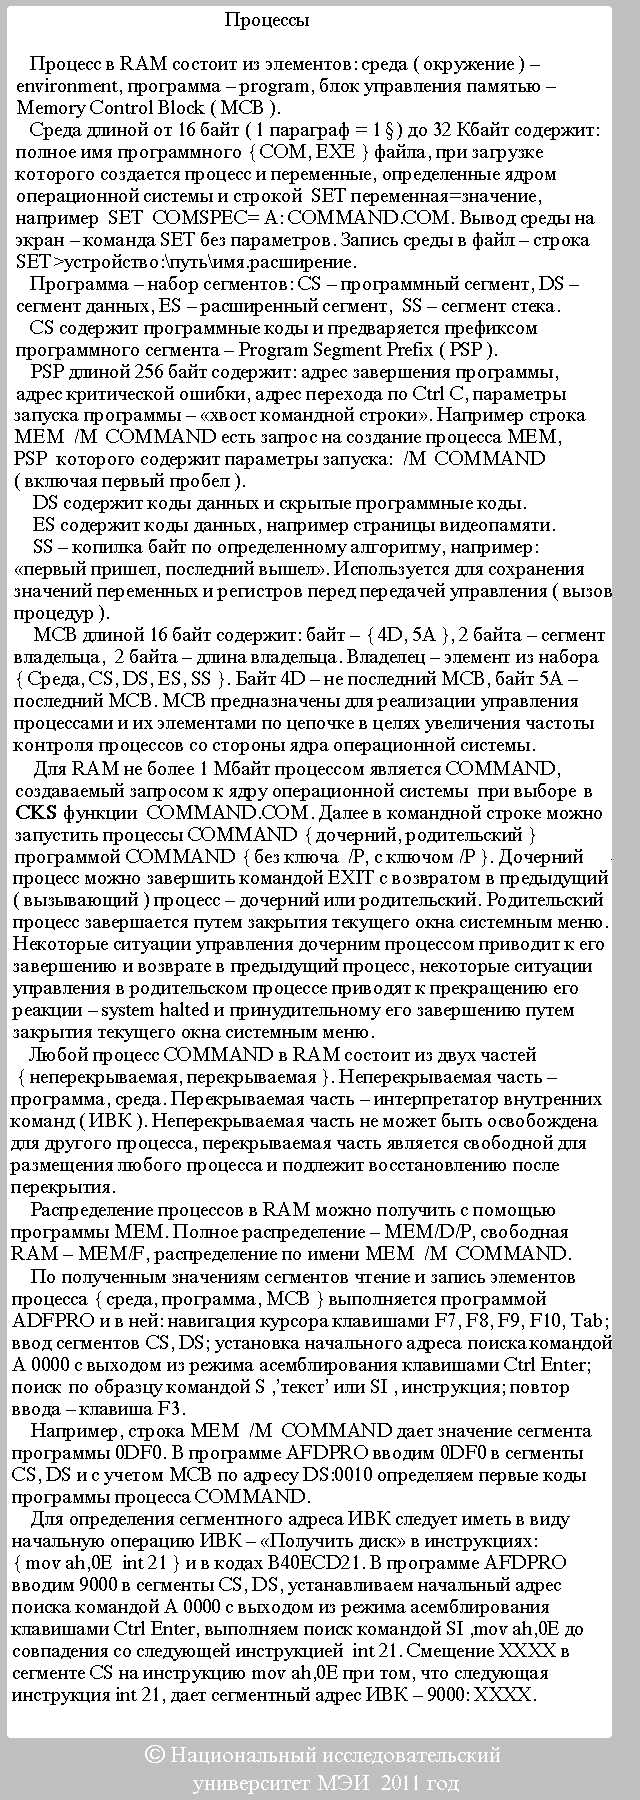 Процессы
Процесс в RAM состоит из элементов: среда ( окружение ) –
environment, программа – program, блок управления памятью –
Memory Control Block ( MCB ).
Среда длиной от 16 байт ( 1 параграф = 1 § ) до 32 Кбайт содержит:
полное имя программного { COM, EXE } файла, при загрузке
которого создается процесс и переменные, определенные ядром
операционной системы и строкой SET переменная=значение,
например SET COMSPEC= A: COMMAND.COM. Вывод среды на
экран – команда SET без параметров. Запись среды в файл – строка
SET>устройство:\путь\имя.расширение.
Программа – набор сегментов: CS – программный сегмент, DS –
сегмент данных, ES – расширенный сегмент, SS – сегмент стека.
CS содержит программные коды и предваряется префиксом
программного сегмента – Program Segment Prefix ( PSP ).
PSP длиной 256 байт содержит: адрес завершения программы,
адрес критической ошибки, адрес перехода по Ctrl C, параметры
запуска программы – «хвост командной строки». Например строка
MEM /M COMMAND есть запрос на создание процесса MEM,
PSP которого содержит параметры запуска: /M COMMAND
( включая первый пробел ).
DS содержит коды данных и скрытые программные коды.
ES содержит коды данных, например страницы видеопамяти.
SS – копилка байт по определенному алгоритму, например:
«первый пришел, последний вышел». Используется для сохранения
значений переменных и регистров перед передачей управления ( вызов
процедур ).
MCB длиной 16 байт содержит: байт – { 4D, 5A }, 2 байта – сегмент
владельца, 2 байта – длина владельца. Владелец – элемент из набора
{ Среда, CS, DS, ES, SS }. Байт 4D – не последний MCB, байт 5A –
последний MCB. MCB предназначены для реализации управления
процессами и их элементами по цепочке в целях увеличения частоты
контроля процессов со стороны ядра операционной системы.
Для RAM не более 1 Мбайт процессом является COMMAND,
создаваемый запросом к ядру операционной системы при выборе в
CKS функции COMMAND.COM. Далее в командной строке можно
запустить процессы COMMAND { дочерний, родительский }
программой COMMAND { без ключа /P, с ключом /P }. Дочерний
процесс можно завершить командой EXIT с возвратом в предыдущий
( вызывающий ) процесс – дочерний или родительский. Родительский
процесс завершается путем закрытия текущего окна системным меню.
Некоторые ситуации управления дочерним процессом приводит к его
завершению и возврате в предыдущий процесс, некоторые ситуации
управления в родительском процессе приводят к прекращению его
реакции – system halted и принудительному его завершению путем
закрытия текущего окна системным меню.
Любой процесс COMMAND в RAM состоит из двух частей
{ неперекрываемая, перекрываемая }. Неперекрываемая часть –
программа, среда. Перекрываемая часть – интерпретатор внутренних
команд ( ИВК ). Неперекрываемая часть не может быть освобождена
для другого процесса, перекрываемая часть является свободной для
размещения любого процесса и подлежит восстановлению после
перекрытия.
Распределение процессов в RAM можно получить с помощью
программы MEM. Полное распределение – MEM/D/P, свободная
RAM – MEM/F, распределение по имени MEM /M COMMAND.
По полученным значениям сегментов чтение и запись элементов
процесса { среда, программа, MCB } выполняется программой
ADFPRO и в ней: навигация курсора клавишами F7, F8, F9, F10, Tab;
ввод сегментов CS, DS; установка начального адреса поиска командой
A 0000 с выходом из режима асемблирования клавишами Ctrl Enter;
поиск по образцу командой S ,'текст' или SI , инструкция; повтор
ввода – клавиша F3.
Например, строка MEM /M COMMAND дает значение сегмента
программы 0DF0. В программе AFDPRO вводим 0DF0 в сегменты
CS, DS и с учетом MCB по адресу DS:0010 определяем первые коды
программы процесса COMMAND.
Для определения сегментного адреса ИВК следует иметь в виду
начальную операцию ИВК – «Получить диск» в инструкциях:
{ mov ah,0E int 21 } и в кодах B40ECD21. В программе AFDPRO
вводим 9000 в сегменты CS, DS, устанавливаем начальный адрес
поиска командой A 0000 с выходом из режима асемблирования
клавишами Ctrl Enter, выполняем поиск командой SI ,mov ah,0E до
совпадения со следующей инструкцией int 21. Смещение XXXX в
сегменте CS на инструкцию mov ah,0E при том, что следующая
инструкция int 21, дает сегментный адрес ИВК – 9000: XXXX.
© Национальный исследовательский
университет МЭИ 2011 год